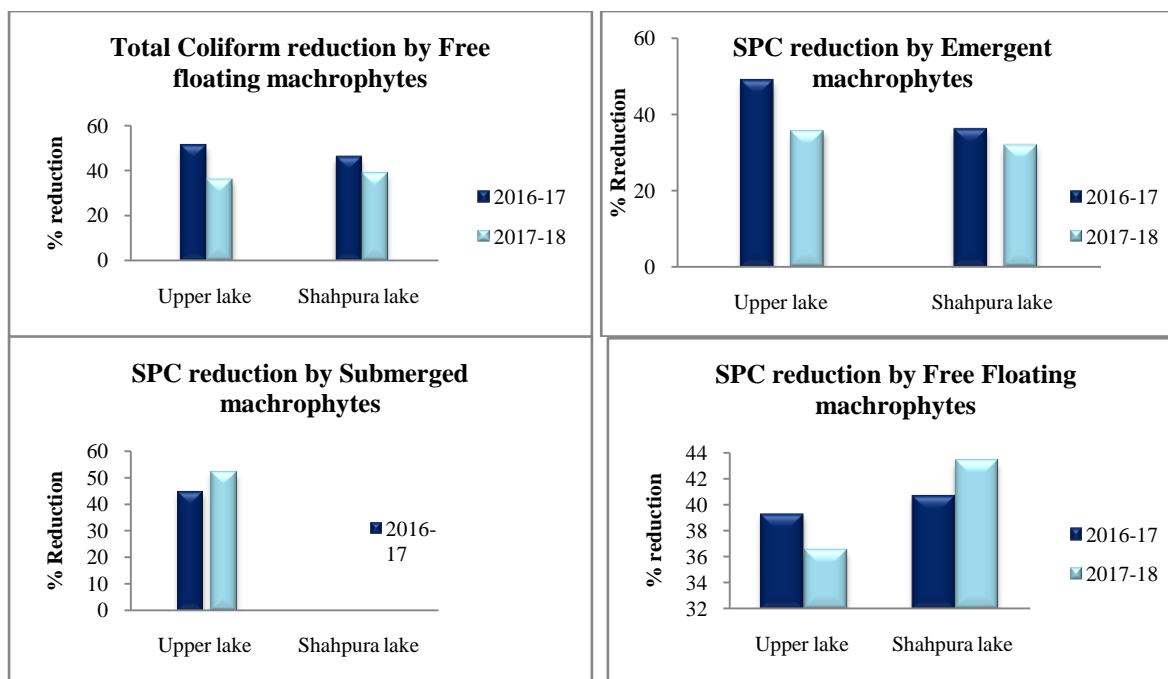 Total Coliform reduction by Free
floating machrophytes
% reduction
60
40
20
0
Upper lake
Shahpura lake
2016-17
2017-18
SPC reduction by Emergent
machrophytes
% Rreduction
60
40
20
0
Upper lake
Shahpura lake
2016-17
2017-18
SPC reduction by Submerged
machrophytes
% Reduction
60
50
40
30
20
10
0
Upper lake
Shahpura lake
2016-
17
SPC reduction by Free Floating
machrophytes
% reduction
44
42
40
38
36
34
32
Upper lake
Shahpura lake
2016-17
2017-18